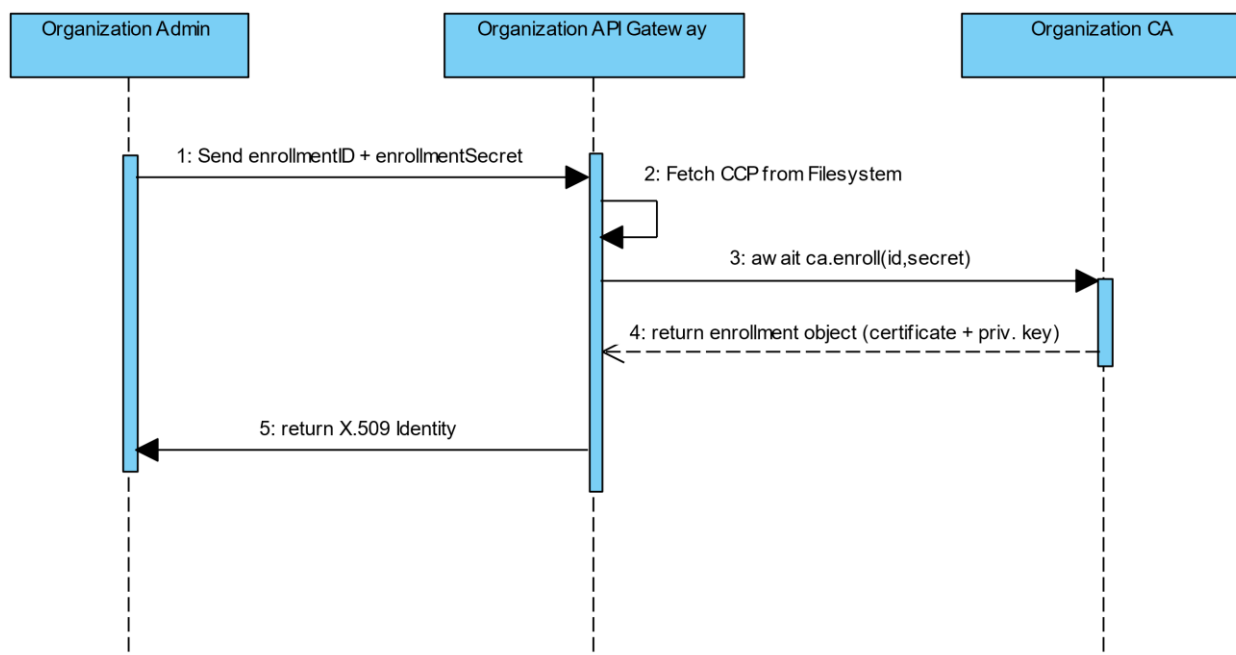 Organization Admin
Organization API Gateway
Organization CA
1: Send enrollmentID + enrollmentSecret
2: Fetch CCP from Filesystem
3: await ca.enroll(id,secret)
4: return enrollment object (certificate + priv. key)
5: return X.509 Identity